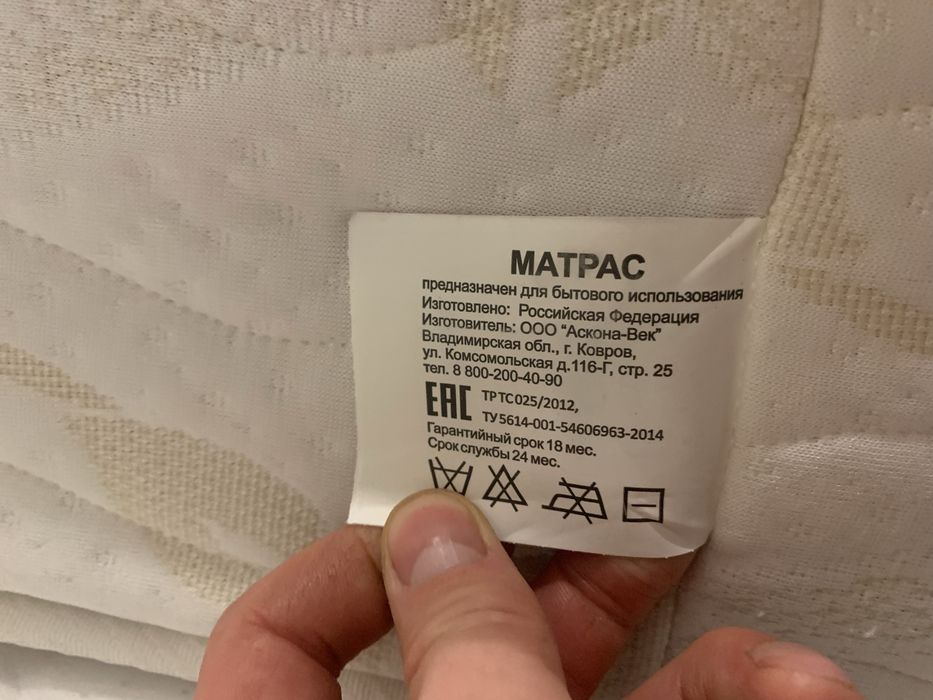 МАТРАС
предназначен для бытового использования
Изготовлено: Российская Федерация
Изготовитель: ООО "Аскона-Век"
Владимирская обл., г. Ковров,
ул. Комсомольская д.116-Г, стр. 25
тел. 8 800-200-40-90
ЕАС ТР ТС 025/2012,
ТУ 5614-001-54606963-2014
Гарантийный срок 18 мес.
Срок службы 24 мес.